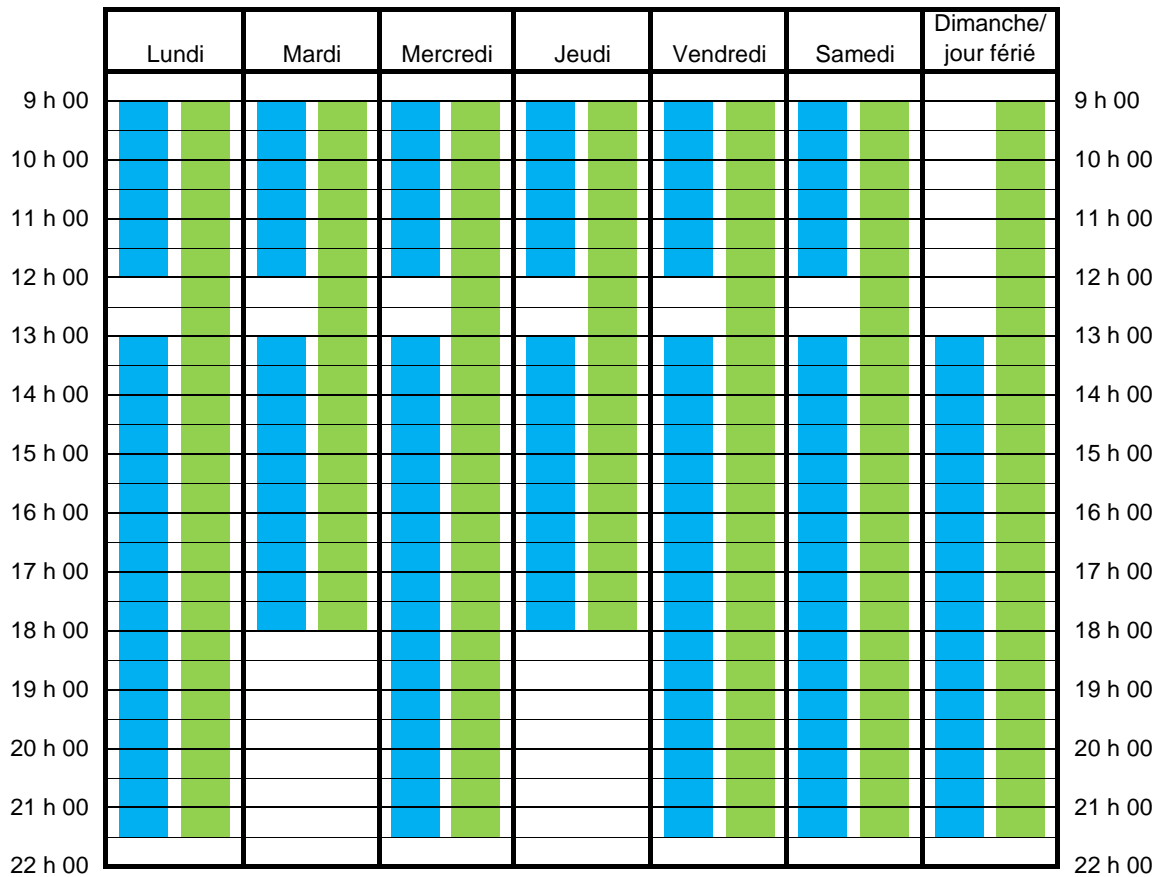 Lundi Mardi Mercredi Jeudi Vendredi Samedi Dimanche/
jour férié
9 h 00 9 h 00
10 h 00 10 h 00
11 h 00 11 h 00
12 h 00 12 h 00
13 h 00 13 h 00
14 h 00 14 h 00
15 h 00 15 h 00
16 h 00 16 h 00
17 h 00 17 h 00
18 h 00 18 h 00
19 h 00 19 h 00
20 h 00 20 h 00
21 h 00 21 h 00
22 h 00 22 h 00